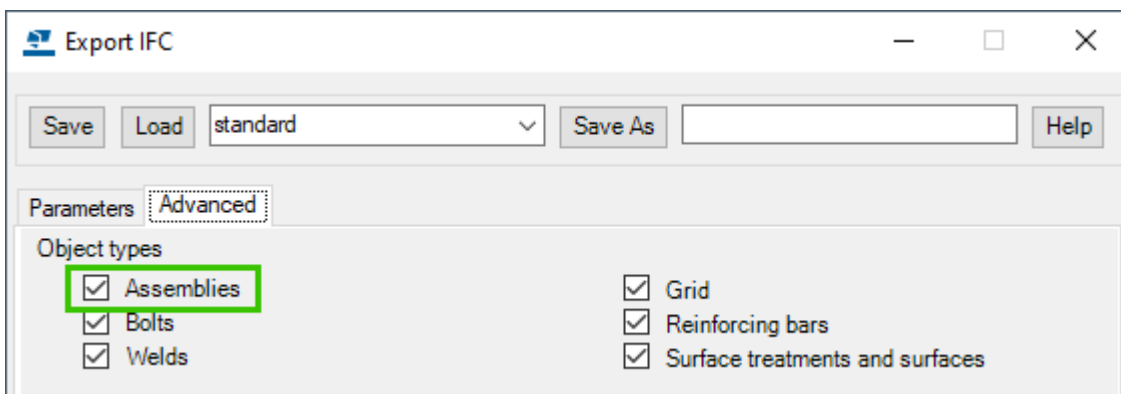 Export IFC
Save Load standard Save As Help
Parameters Advanced
Object types
Assemblies Grid
Bolts Reinforcing bars
Welds Surface treatments and surfaces